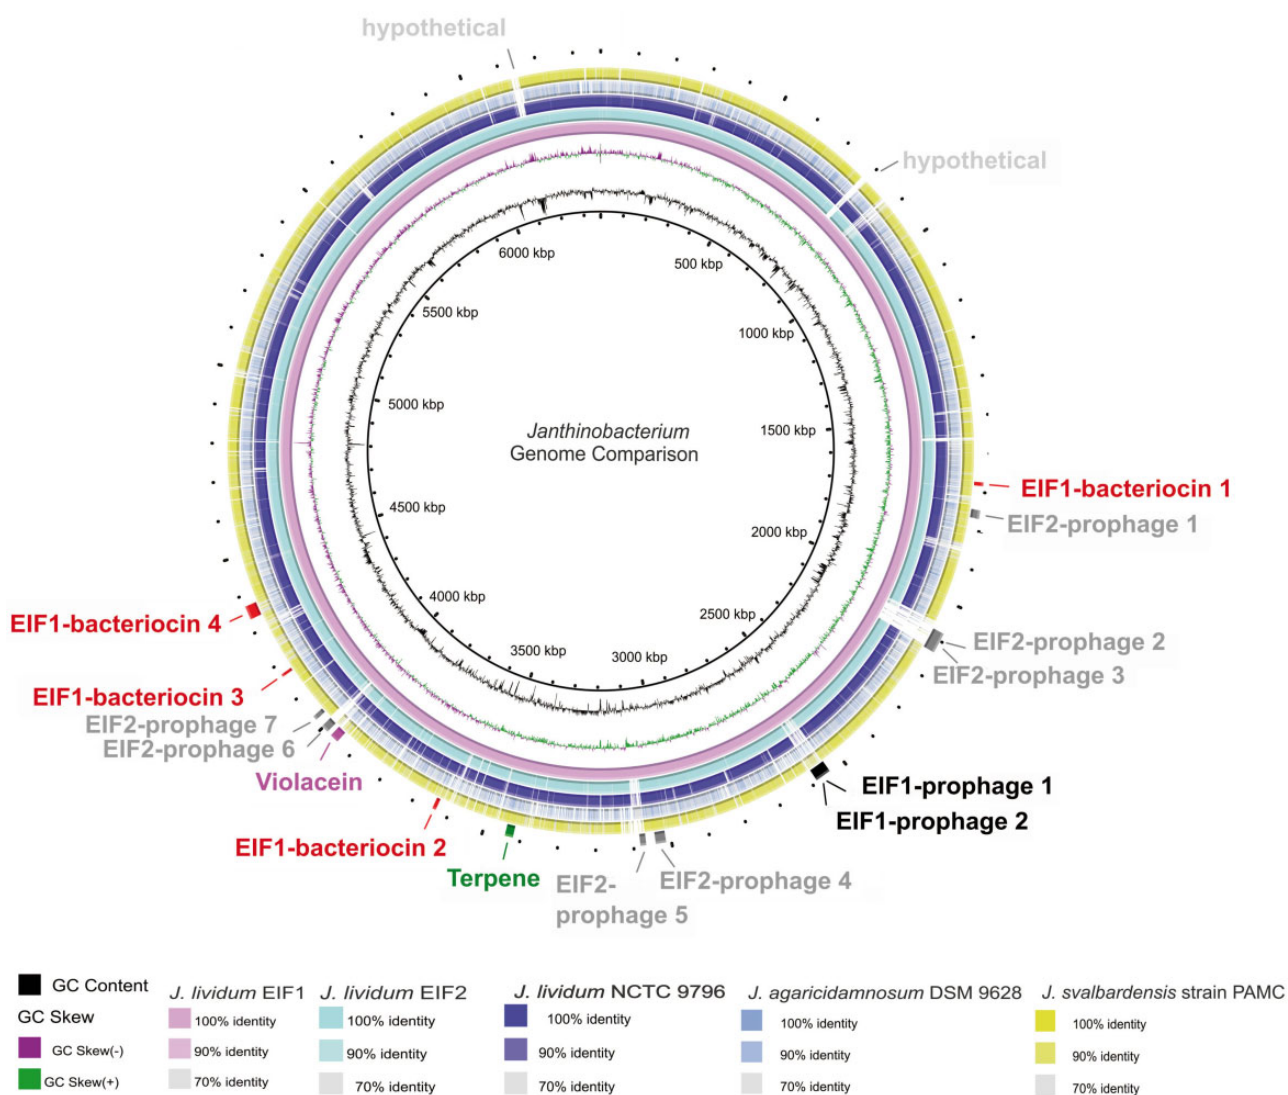 hypothetical
hypothetical
6000 kbp
500 kbp
5500 kbp
1000 kbp
5000 kbp
1500 kbp
Janthinobacterium
Genome Comparison
4500 kbp
2000 kbp
4000 kbp
2500 kbp
3500 kbp
3000 kbp
EIF1-bacteriocin 1
EIF2-prophage 1
EIF1-bacteriocin 4
EIF2-prophage 2
EIF2-prophage 3
EIF1-bacteriocin 3
EIF2-prophage 7
EIF2-prophage 6
Violacein
EIF1-prophage 1
EIF1-prophage 2
EIF1-bacteriocin 2
Terpene
EIF2-
prophage 5
EIF2-prophage 4
GC Content
GC Skew
GC Skew(-)
GC Skew(+)
J. lividum EIF1
100% identity
90% identity
70% identity
J. lividum EIF2
100% identity
90% identity
70% identity
J. lividum NCTC 9796
100% identity
90% identity
70% identity
J. agaricidamnosum DSM 9628
100% identity
90% identity
70% identity
J. svalbardensis strain PAMC
100% identity
90% identity
70% identity